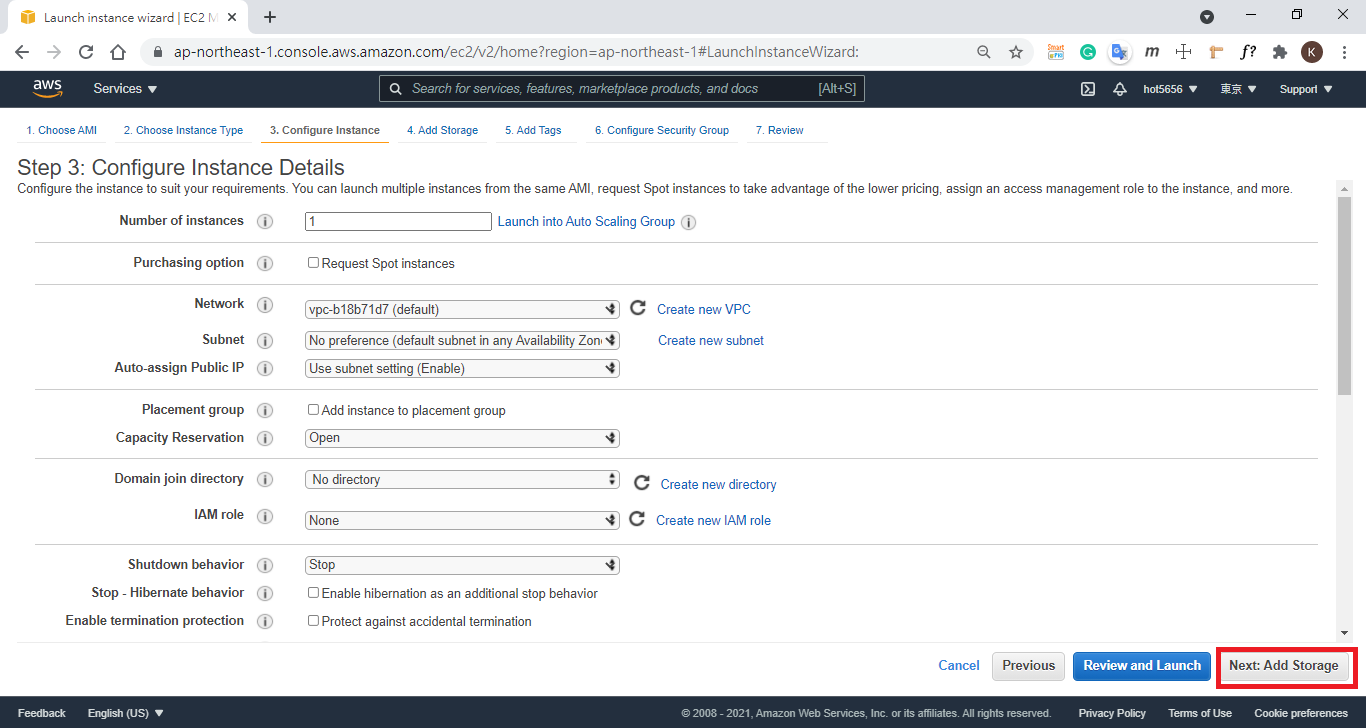 Launch instance wizard | EC2 M
ap-northeast-1.console.aws.amazon.com/ec2/v2/home?region=ap-northeast-1#LaunchInstanceWizard:
Smart
m
f?
K
aws
Services
Search for services, features, marketplace products, and docs [Alt+S]
hot5656
東京
Support
1. Choose AMI 2. Choose Instance Type 3. Configure Instance 4. Add Storage 5. Add Tags 6. Configure Security Group 7. Review
Step 3: Configure Instance Details
Configure the instance to suit your requirements. You can launch multiple instances from the same AMI, request Spot instances to take advantage of the lower pricing, assign an access management role to the instance, and more.
Number of instances i 1 Launch into Auto Scaling Group i
Purchasing option i Request Spot instances
Network i vpc-b18b71d7 (default) Create new VPC
Subnet i No preference (default subnet in any Availability Zon Create new subnet
Auto-assign Public IP i Use subnet setting (Enable)
Placement group i Add instance to placement group
Capacity Reservation i Open
Domain join directory i No directory Create new directory
IAM role i None Create new IAM role
Shutdown behavior i Stop
Stop - Hibernate behavior i Enable hibernation as an additional stop behavior
Enable termination protection i Protect against accidental termination
Cancel Previous Review and Launch Next: Add Storage
Feedback English (US) © 2008 - 2021, Amazon Web Services, Inc. or its affiliates. All rights reserved. Privacy Policy Terms of Use Cookie preferences